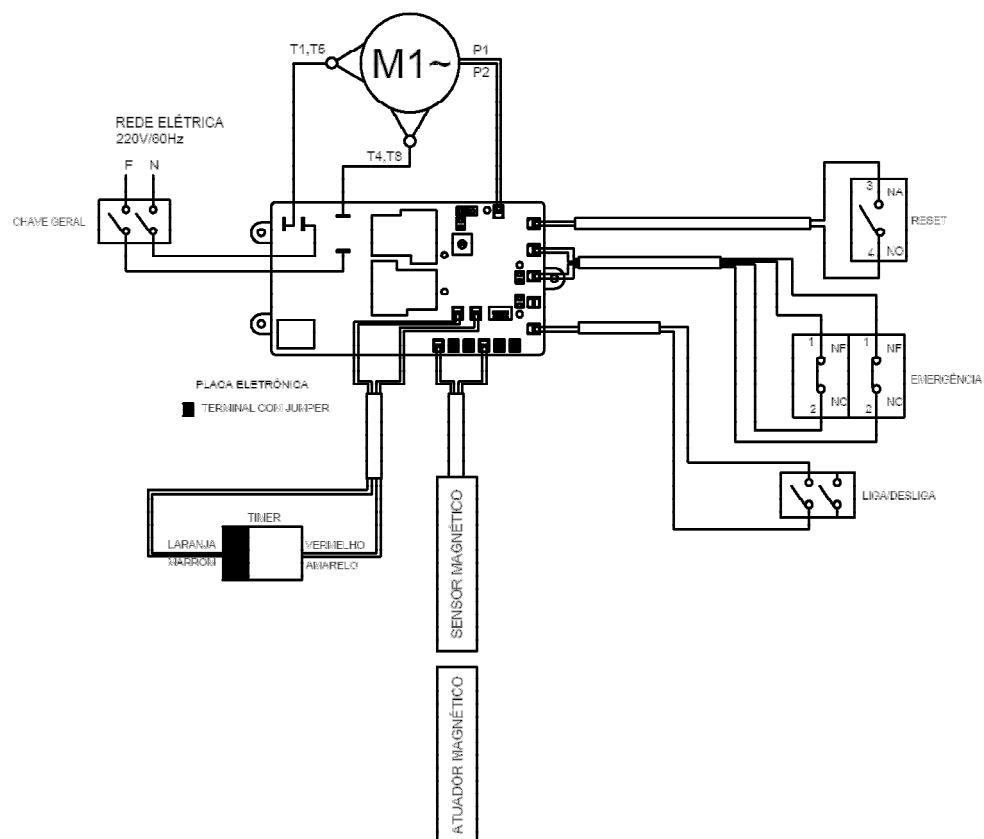 T1,T5
M1~
P1
P2
REDE ELÉTRICA
220V/60Hz
F N
T4,T8
CHAVE GERAL
3 NA
RESET
4 NO
1 NF 1 NF
EMERGÊNCIA
2 NC 2 NC
PLACA ELETRÔNICA
TERMINAL COM JUMPER
LIGA/DESLIGA
TIMER
LARANJA VERMELHO
MARROM AMARELO
SENSOR MAGNÉTICO
ATUADOR MAGNÉTICO